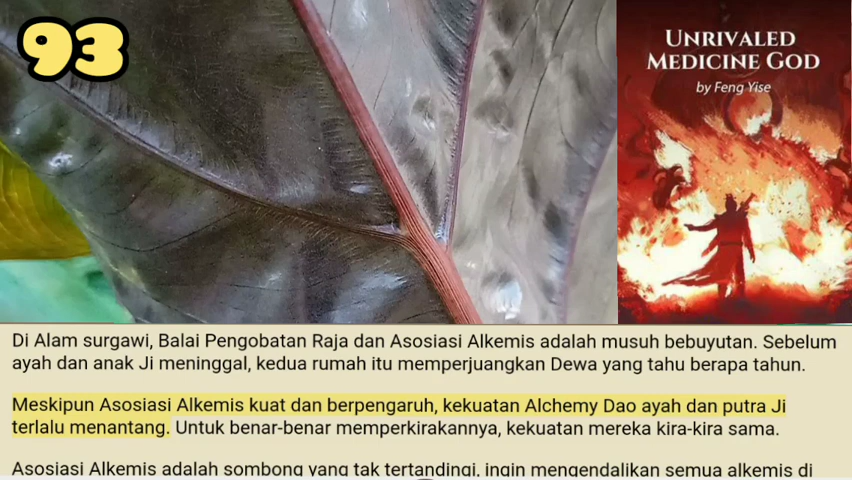 93
UNRIVALED
MEDICINE GOD
by Feng Yise
Di Alam surgawi, Balai Pengobatan Raja dan Asosiasi Alkemis adalah musuh bebuyutan. Sebelum
ayah dan anak Ji meninggal, kedua rumah itu memperjuangkan Dewa yang tahu berapa tahun.
Meskipun Asosiasi Alkemis kuat dan berpengaruh, kekuatan Alchemy Dao ayah dan putra Ji
terlalu menantang. Untuk benar-benar memperkirakannya, kekuatan mereka kira-kira sama.
Asosiasi Alkemis adalah sombong yang tak tertandingi, ingin mengendalikan semua alkemis di